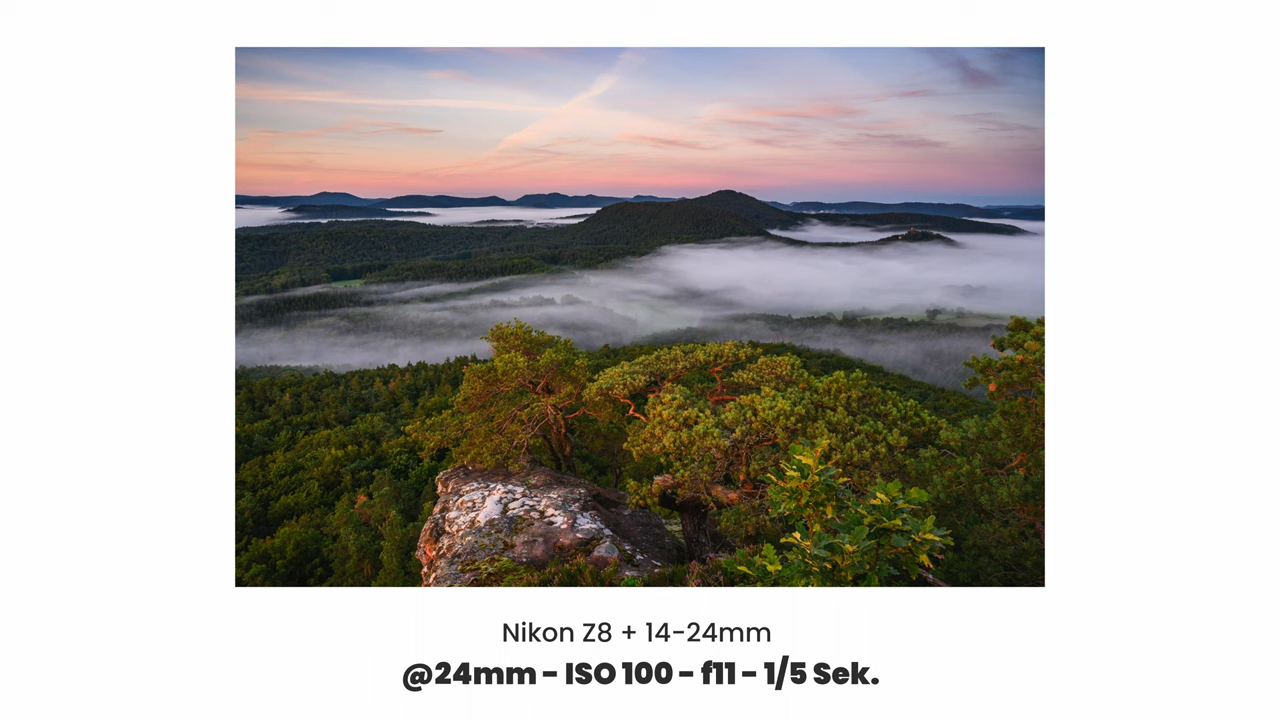 Nikon Z8 + 14-24mm
@24mm - ISO 100 - f11 - 1/5 Sek.